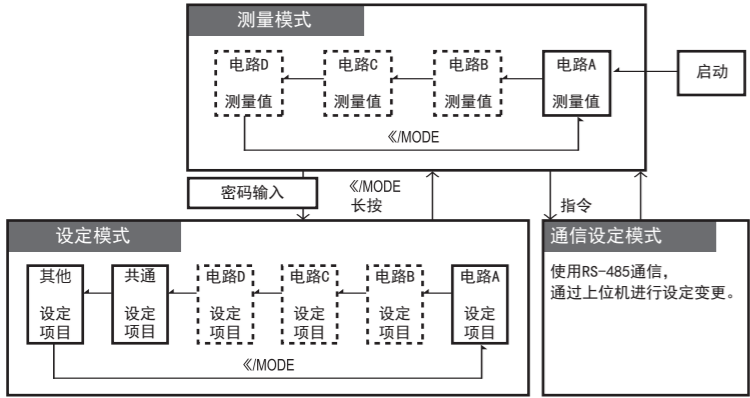 测量模式
电路D
测量值
电路C
测量值
电路B
测量值
电路A
测量值
启动
《/MODE
密码输入
《/MODE
长按
指令
设定模式
其他
设定
项目
共通
设定
项目
电路D
设定
项目
电路C
设定
项目
电路B
设定
项目
电路A
设定
项目
《/MODE
通信设定模式
使用RS-485通信，
通过上位机进行设定变更。